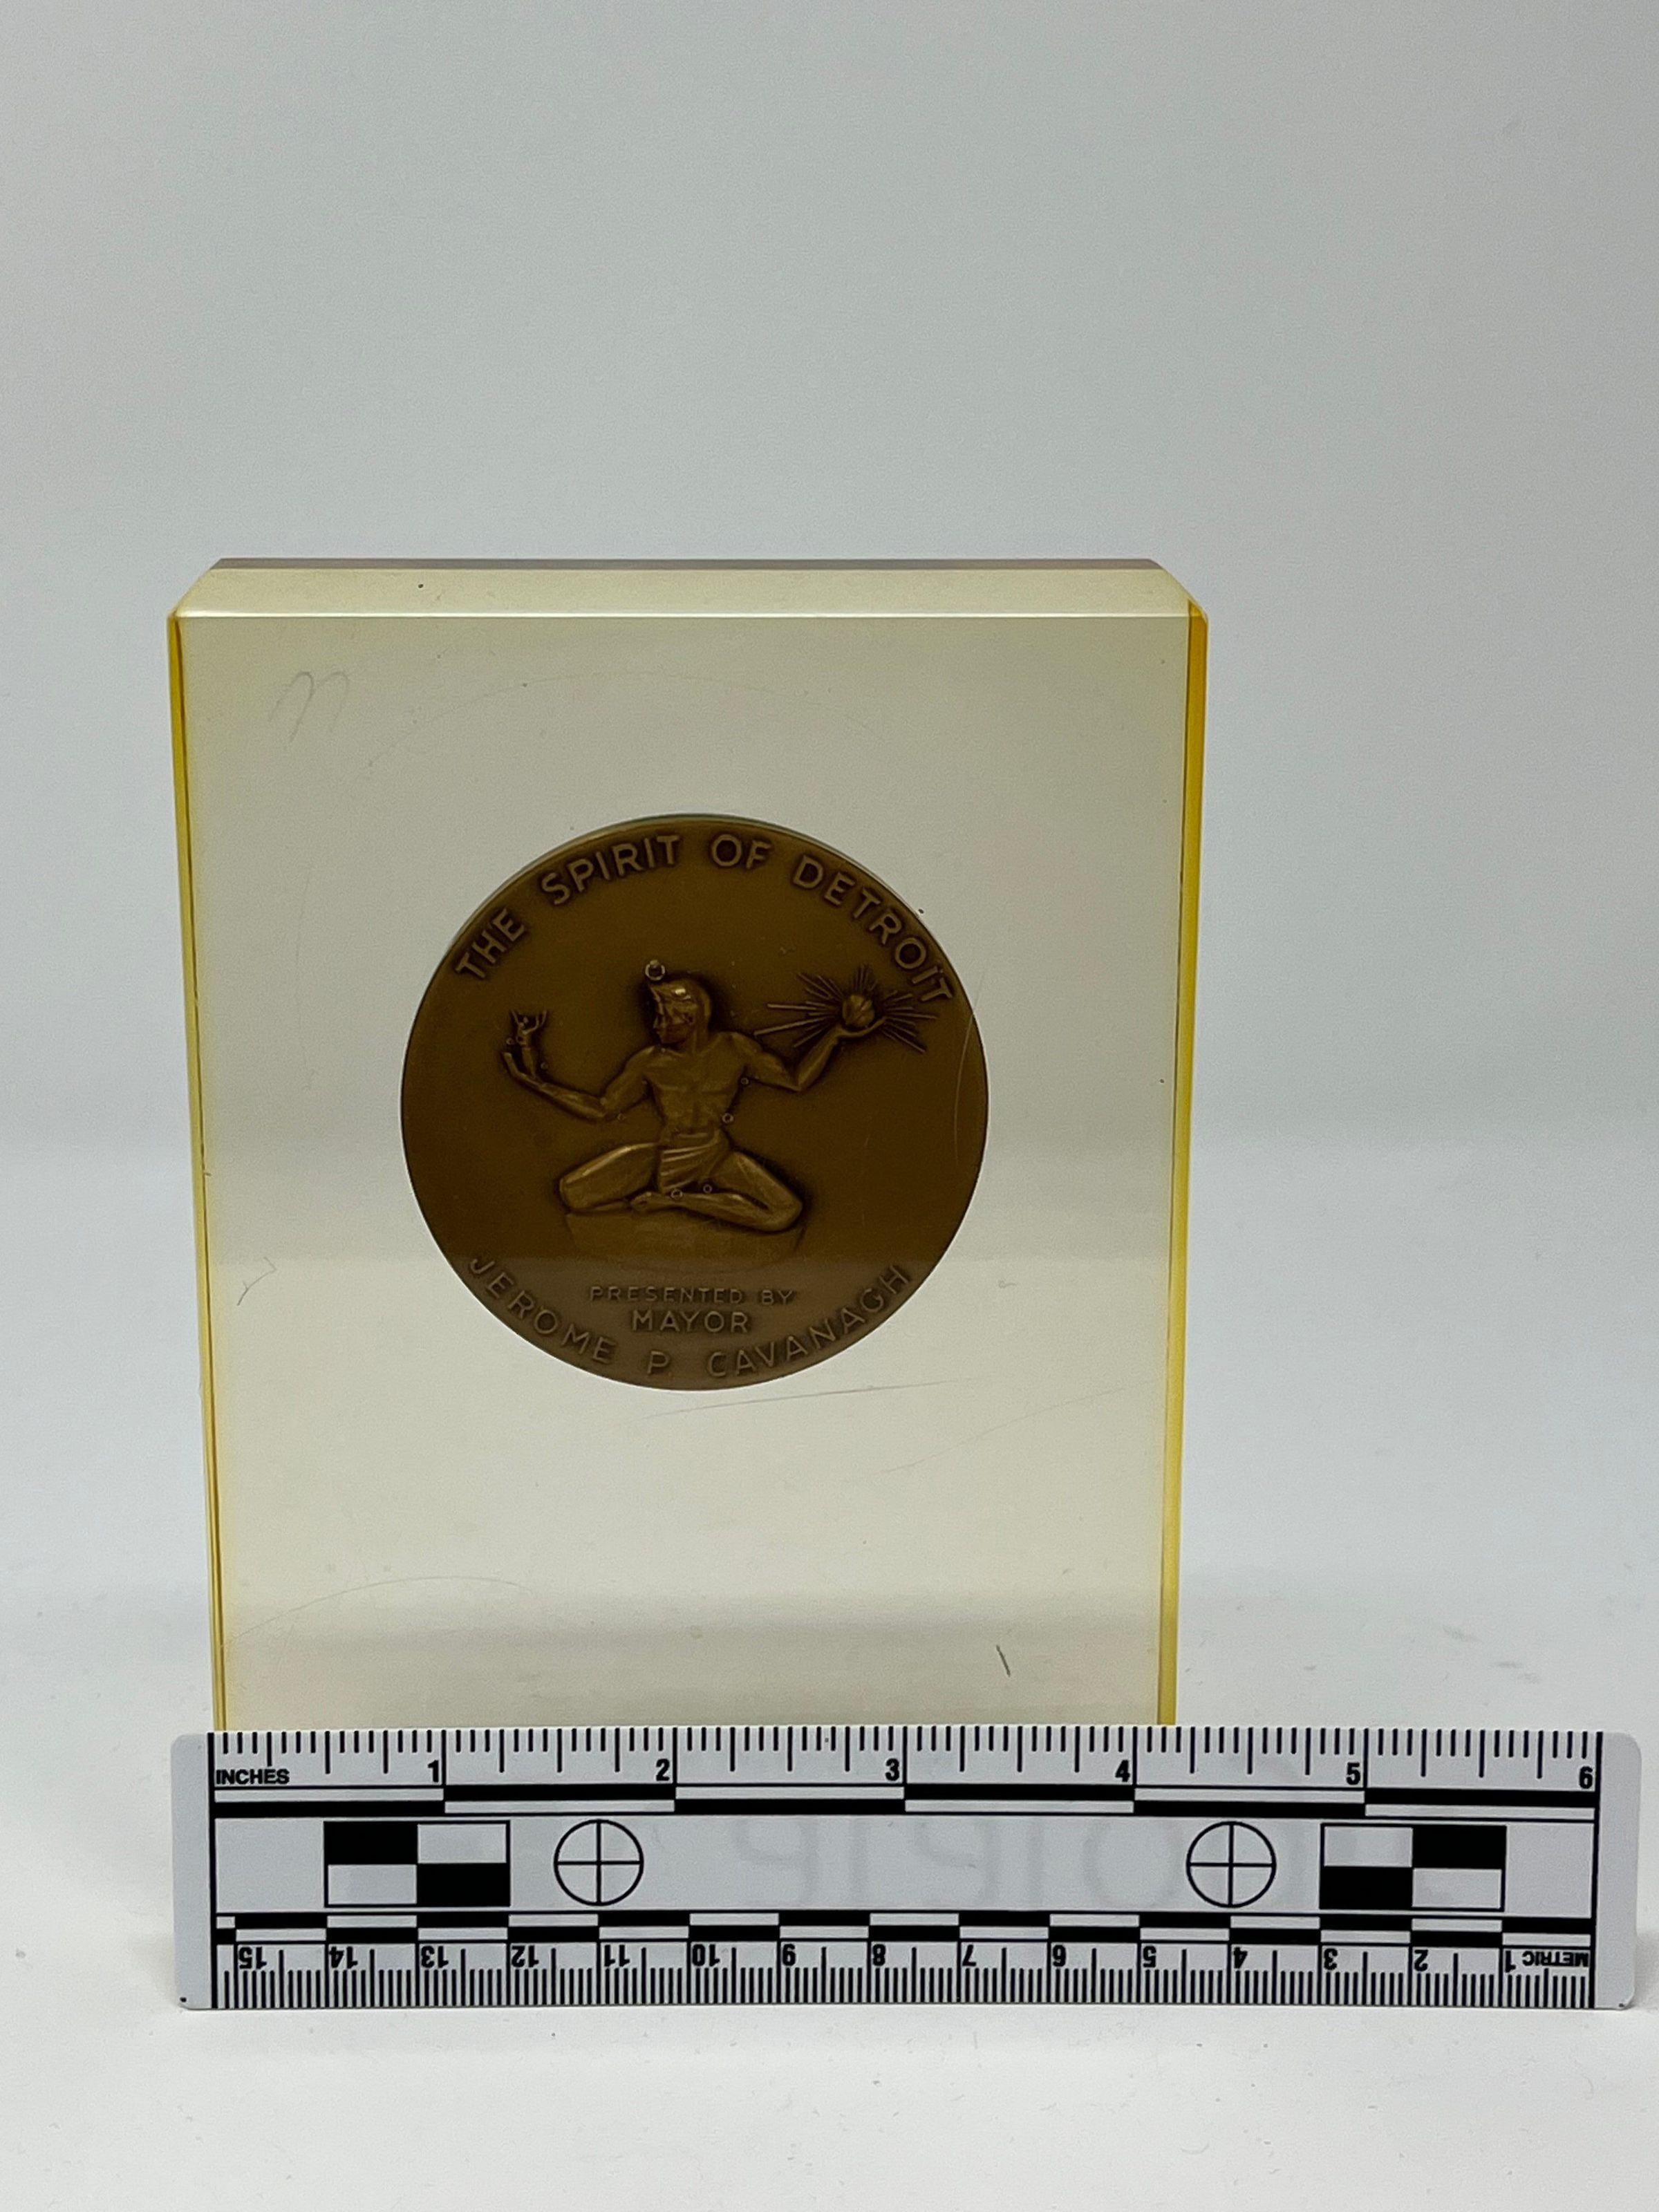 THE SPIRIT OF DETROIT
PRESENTED BY
MAYOR
JEROME P. CAVANAGH
INCHES 1 2 3 4 5 6
15 14 13 12 11 10 9 8 7 6 5 4 3 2 1 METRIC